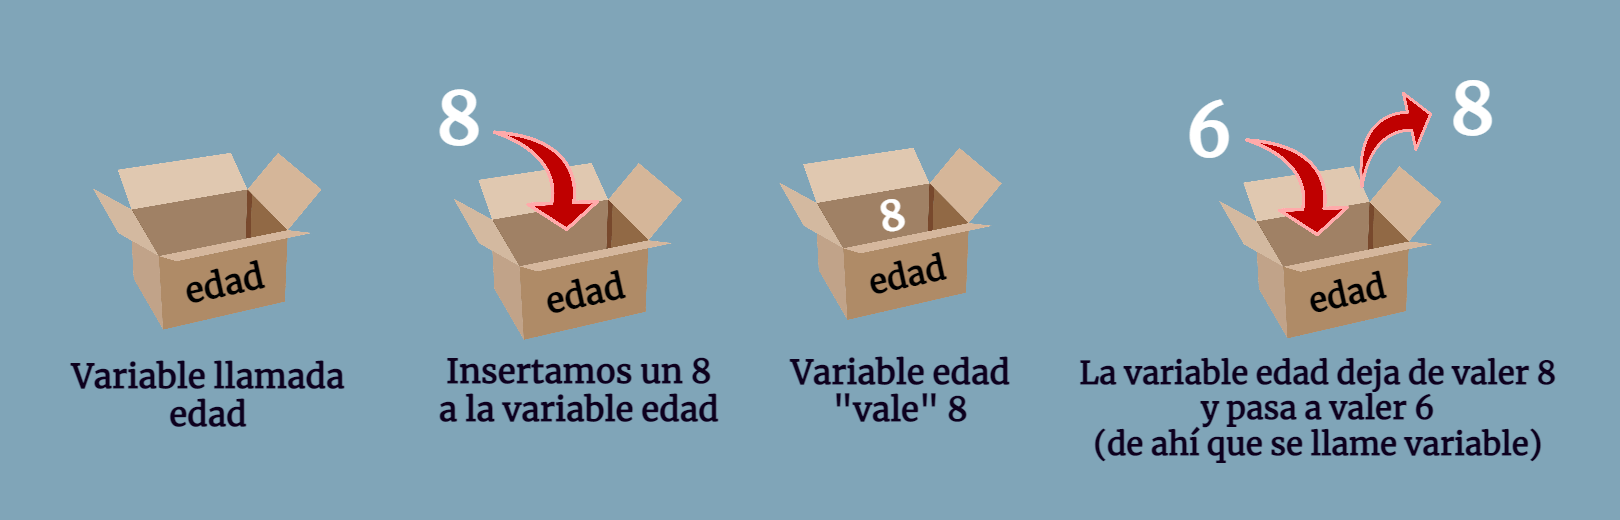 edad
Variable llamada
edad
8
edad
Insertamos un 8
a la variable edad
8
edad
Variable edad
"vale" 8
6
8
edad
La variable edad deja de valer 8
y pasa a valer 6
(de ahí que se llame variable)